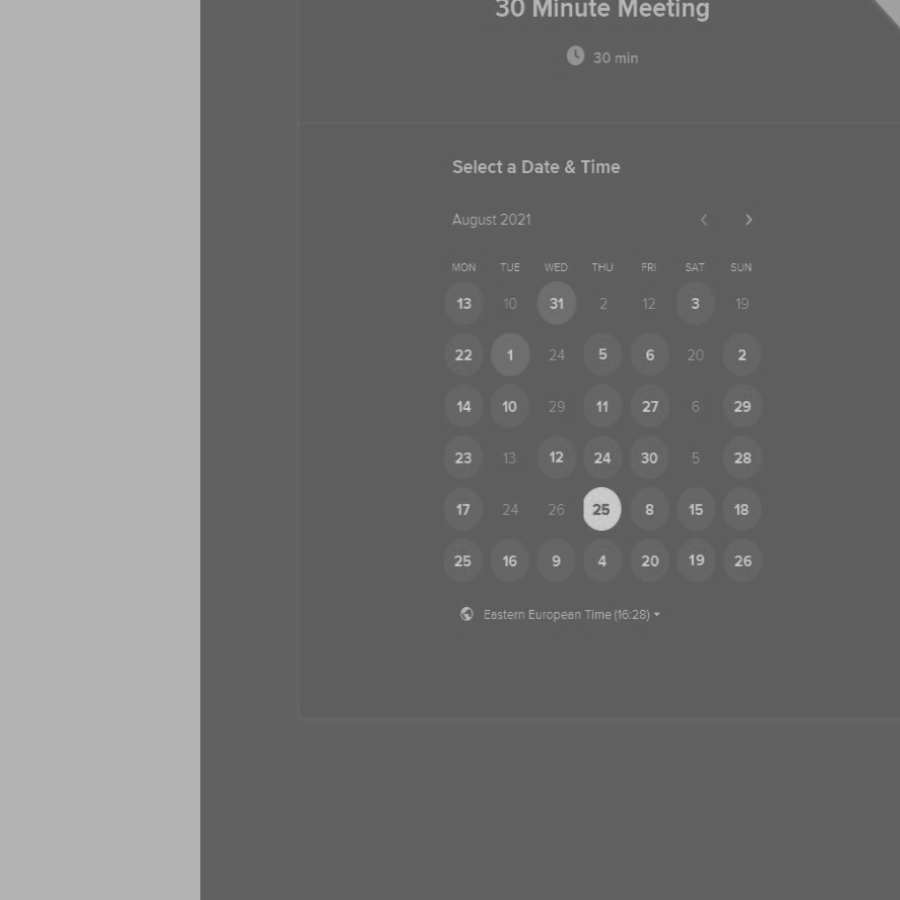 30 Minute Meeting
30 min
Select a Date & Time
August 2021
MON TUE WED THU FRI SAT SUN
13 10 31 2 12 3 19
22 1 24 5 6 20 2
14 10 29 11 27 6 29
23 13 12 24 30 5 28
17 24 26 25 8 15 18
25 16 9 4 20 19 26
Eastern European Time (16:28)